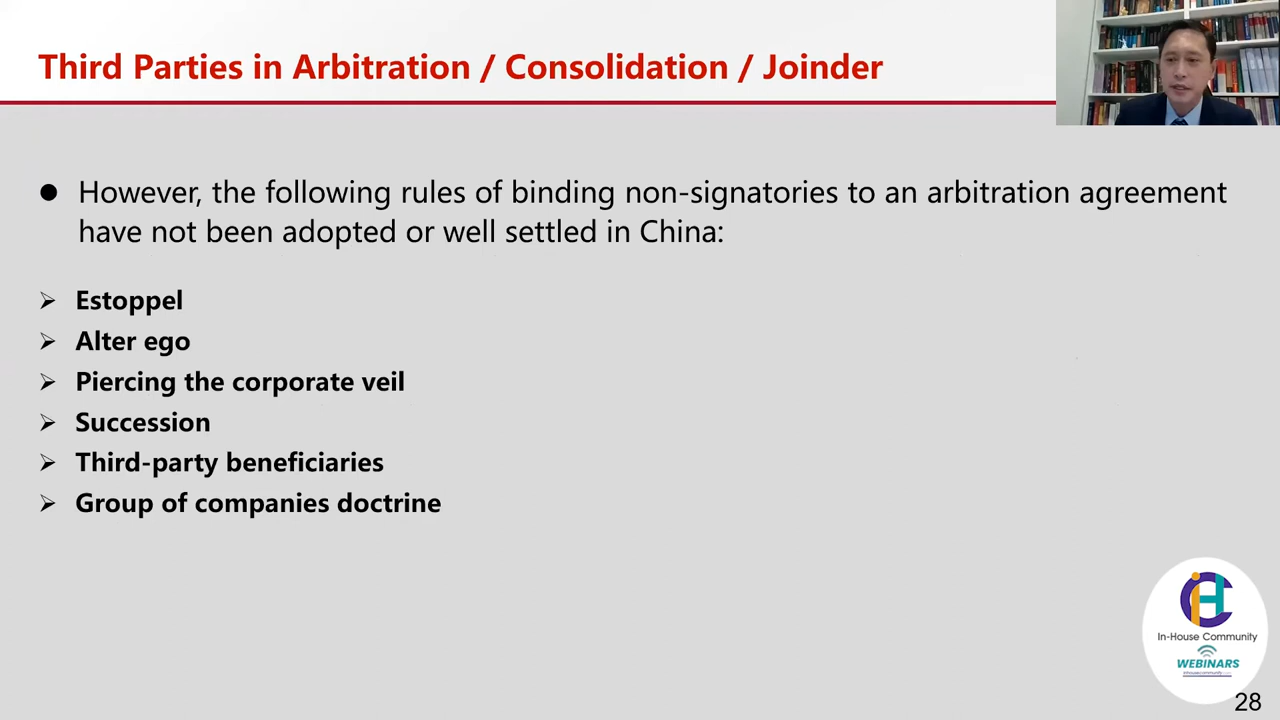 Third Parties in Arbitration / Consolidation / Joinder
● However, the following rules of binding non-signatories to an arbitration agreement
have not been adopted or well settled in China:
➢ Estoppel
➢ Alter ego
➢ Piercing the corporate veil
➢ Succession
➢ Third-party beneficiaries
➢ Group of companies doctrine
In-House Community
WEBINARS
28